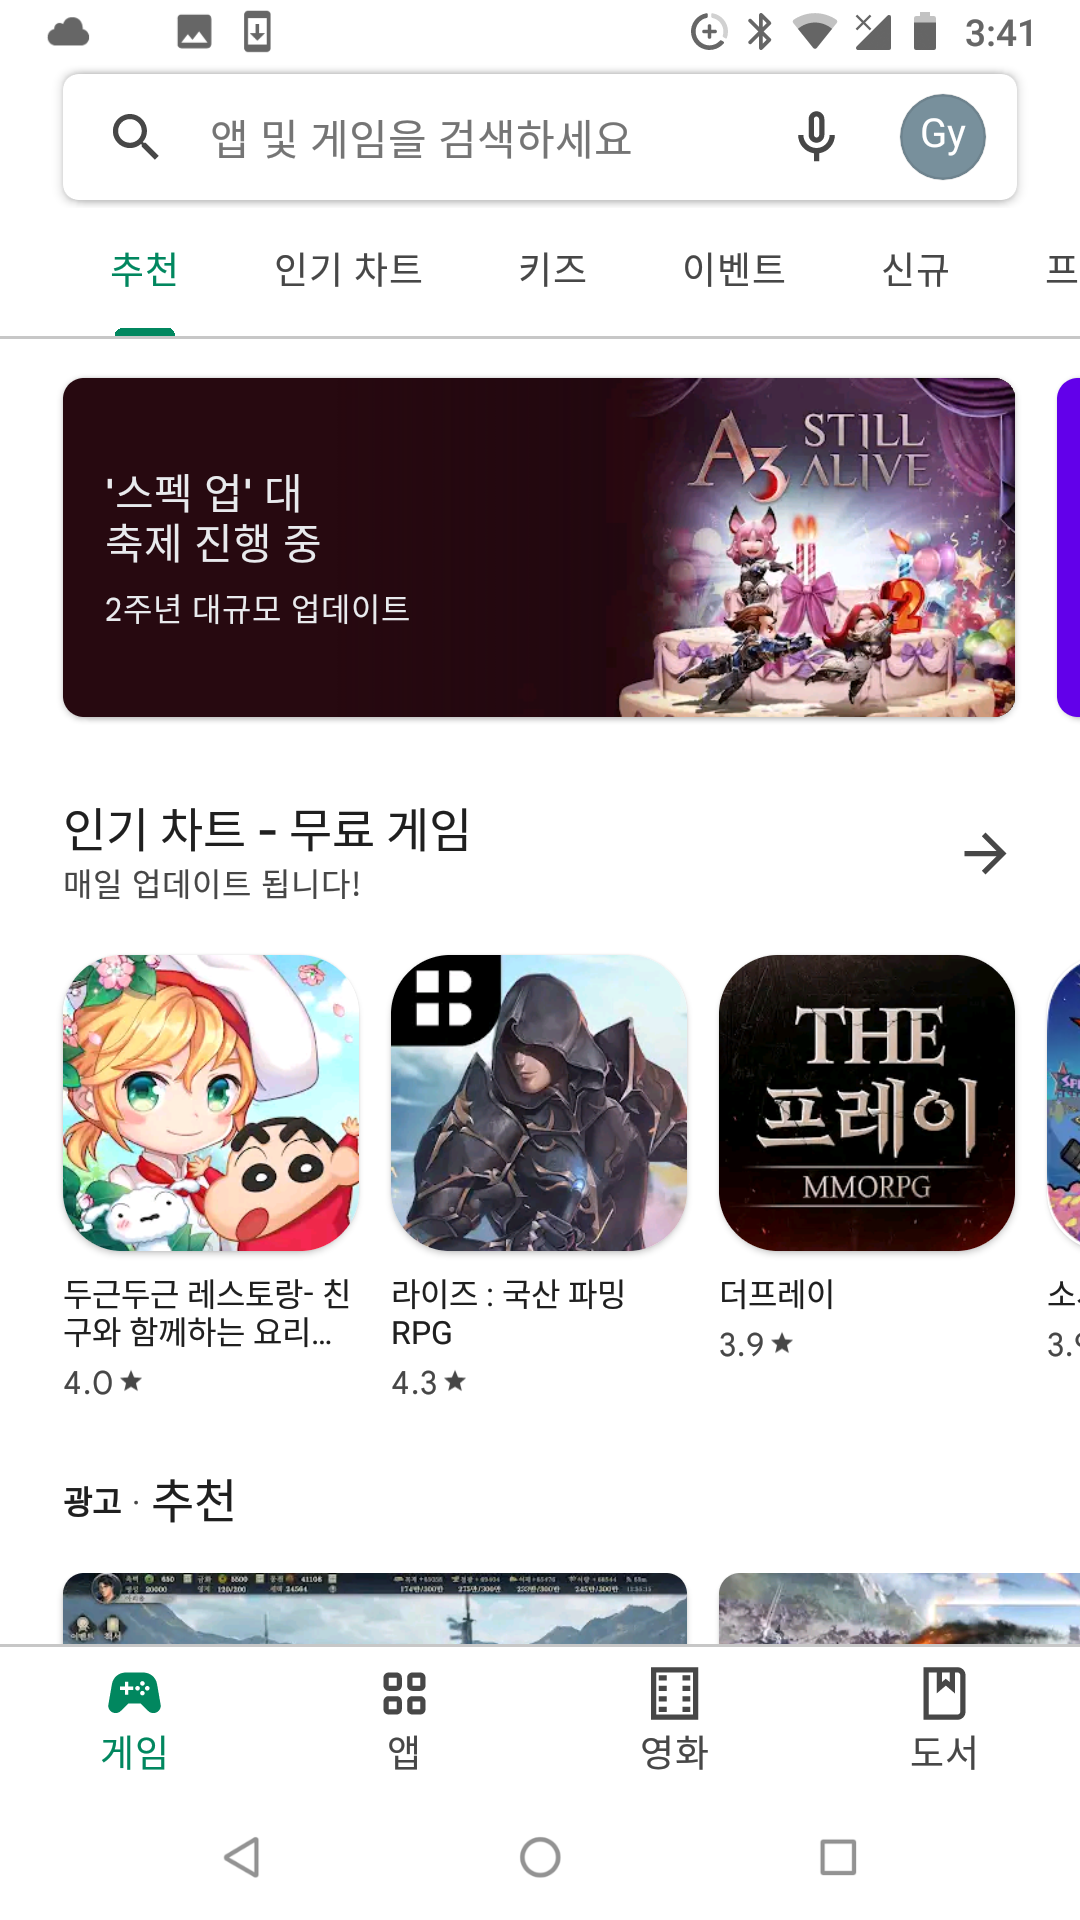 3:41
앱 및 게임을 검색하세요
Gy
추천
인기 차트
키즈
이벤트
신규
프
'스펙 업' 대
축제 진행 중
2주년 대규모 업데이트
A3 STILL ALIVE
2
인기 차트 - 무료 게임
매일 업데이트 됩니다!
B
THE
프레이
MMORPG
두근두근 레스토랑- 친
구와 함께하는 요리...
4.0 ★
라이즈 : 국산 파밍
RPG
4.3 ★
더프레이
3.9 ★
광고 · 추천
게임
앱
영화
도서